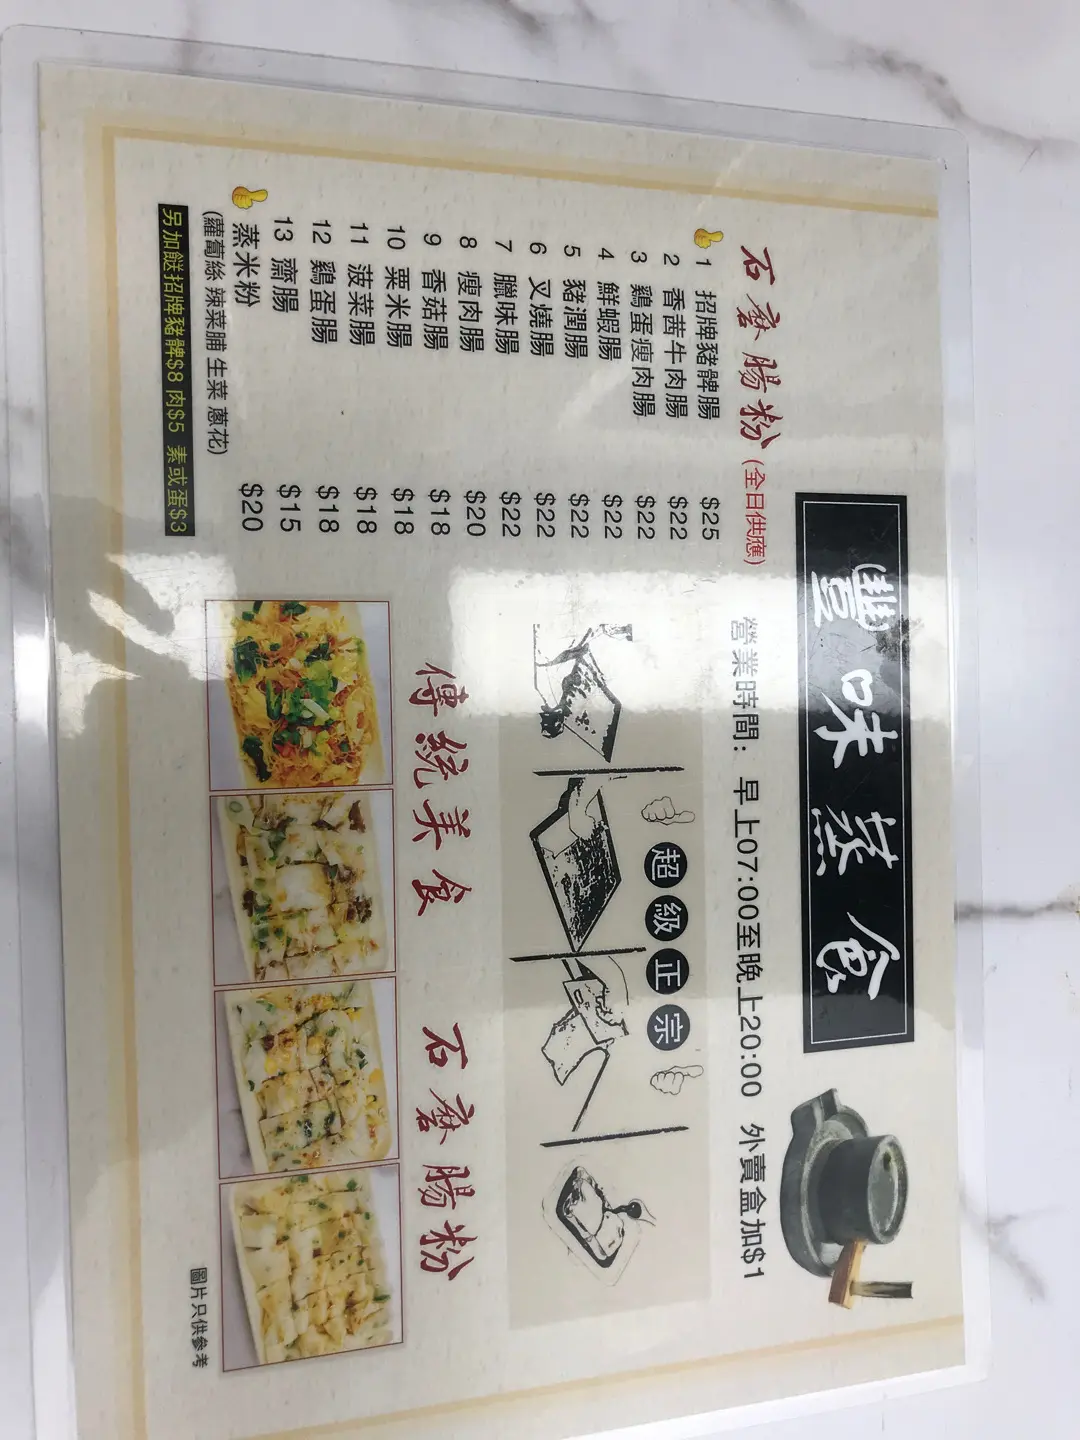 豐味蒸食
營業時間：早上07:00至晚上20:00 外賣盒加$1
石磨腸粉 (全日供應)
1 招牌豬髀腸 $25
2 香茜牛肉腸 $22
3 鷄蛋瘦肉腸 $22
4 鮮蝦腸 $22
5 豬潤腸 $22
6 叉燒腸 $22
7 臘味腸 $22
8 瘦肉腸 $20
9 香菇腸 $18
10 粟米腸 $18
11 菠菜腸 $18
12 鷄蛋腸 $18
13 齋腸 $15
蒸米粉 $20
(蘿蔔絲 辣菜脯 生菜 蔥花)
另加餸招牌豬髀$8 肉$5 素或蛋$3
超級正宗
傳統美食 石磨腸粉
圖片只供參考